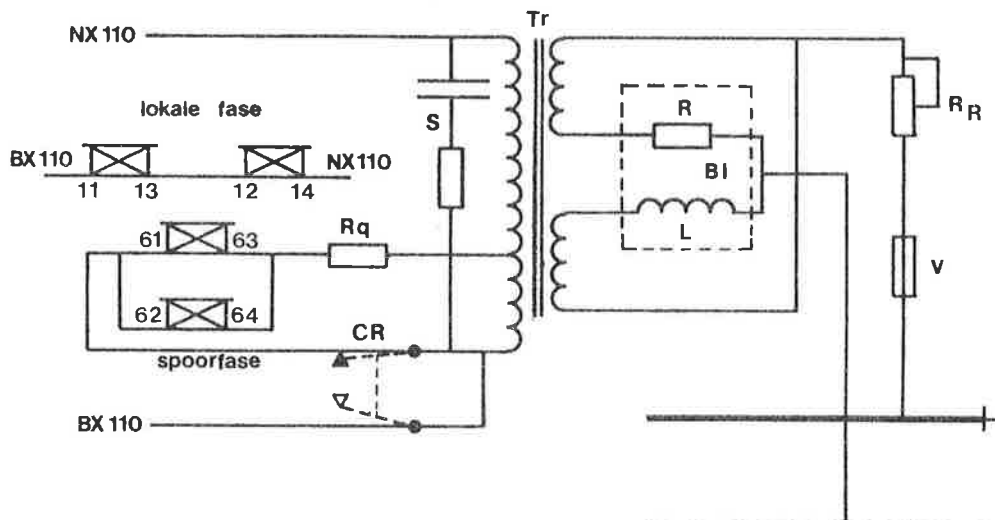 Tr
NX 110
lokale fase
S
R
R R
BX 110
NX 110
Bl
11 13 12 14
L
61 63
Rq
V
62 64
CR
spoorfase
BX 110